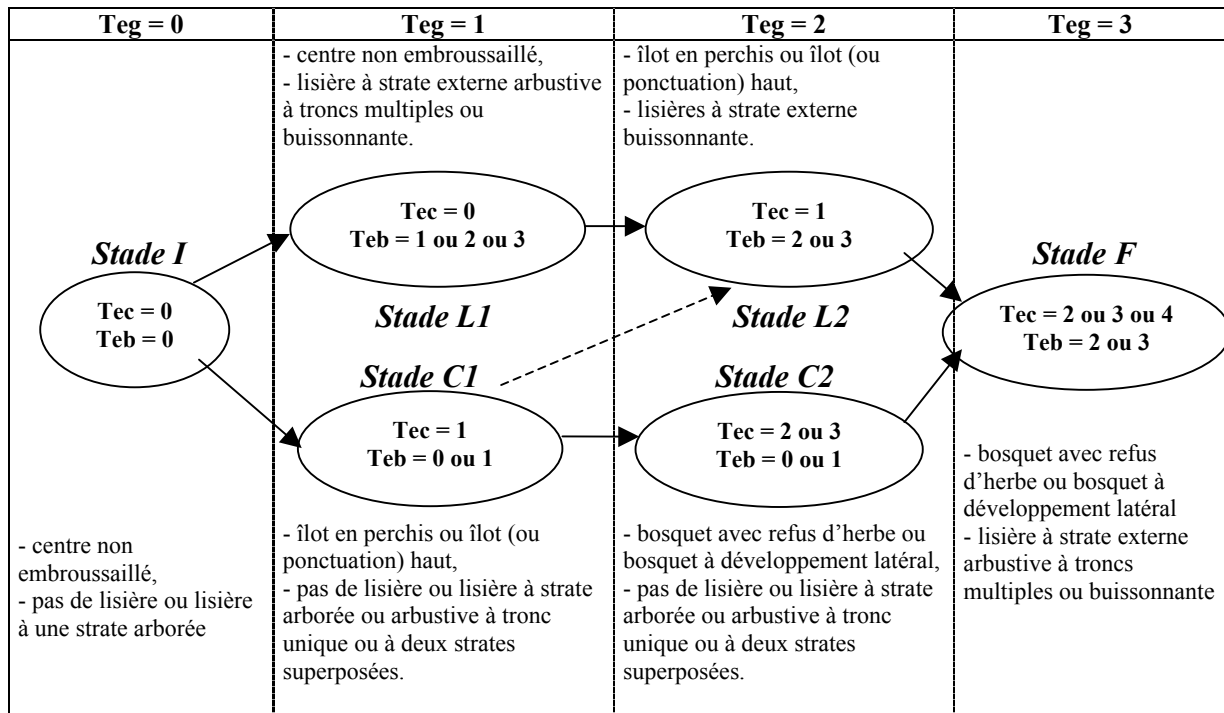 Teg = 0
Teg = 1
Teg = 2
Teg = 3
- centre non embroussaillé,
- lisière à strate externe arbustive
à troncs multiples ou
buissonnante.
- îlot en perchis ou îlot (ou
ponctuation) haut,
- lisières à strate externe
buissonnante.
Tec = 0
Teb = 1 ou 2 ou 3
Tec = 1
Teb = 2 ou 3
Stade I
Stade F
Tec = 0
Teb = 0
Stade L1
Stade L2
Tec = 2 ou 3 ou 4
Teb = 2 ou 3
Stade C1
Stade C2
Tec = 1
Teb = 0 ou 1
Tec = 2 ou 3
Teb = 0 ou 1
- centre non
embroussaillé,
- pas de lisière ou lisière
à une strate arborée
- îlot en perchis ou îlot (ou
ponctuation) haut,
- pas de lisière ou lisière à strate
arborée ou arbustive à tronc
unique ou à deux strates
superposées.
- bosquet avec refus d’herbe ou
bosquet à développement latéral,
- pas de lisière ou lisière à strate
arborée ou arbustive à tronc
unique ou à deux strates
superposées.
- bosquet avec refus
d’herbe ou bosquet à
développement latéral
- lisière à strate externe
arbustive à troncs
multiples ou buissonnante